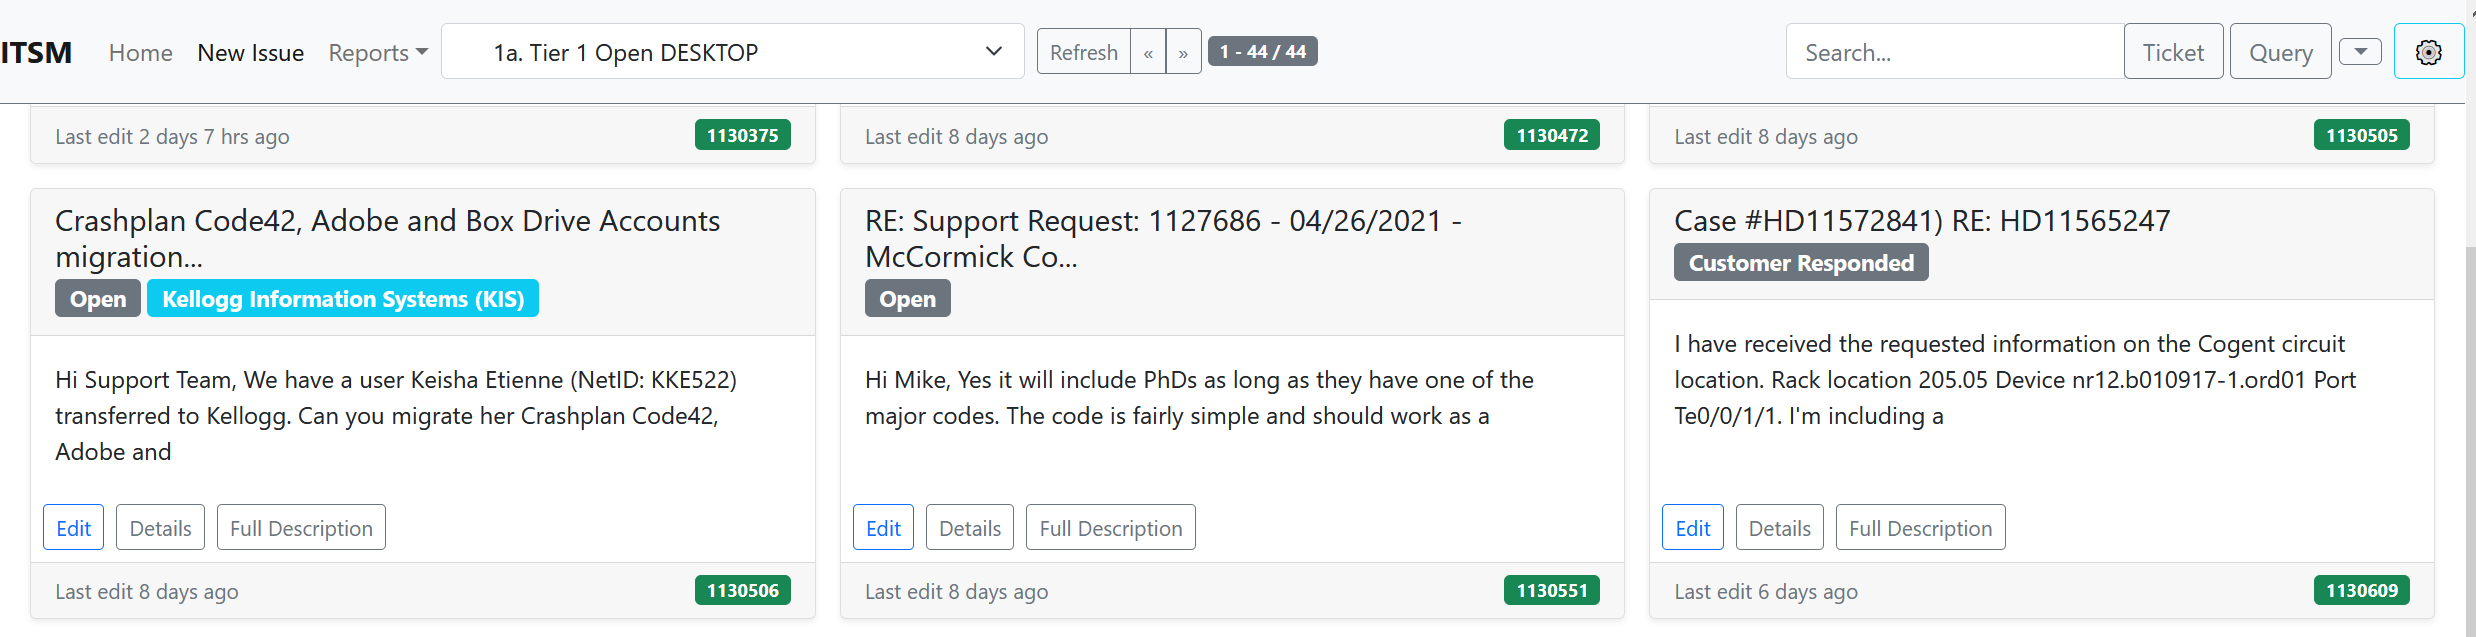 ITSM Home New Issue Reports 1a. Tier 1 Open DESKTOP Refresh « » 1 - 44 / 44 Search... Ticket Query
Last edit 2 days 7 hrs ago 1130375
Last edit 8 days ago 1130472
Last edit 8 days ago 1130505
Crashplan Code42, Adobe and Box Drive Accounts
migration...
Open Kellogg Information Systems (KIS)
Hi Support Team, We have a user Keisha Etienne (NetID: KKE522)
transferred to Kellogg. Can you migrate her Crashplan Code42,
Adobe and
Edit Details Full Description
Last edit 8 days ago 1130506
RE: Support Request: 1127686 - 04/26/2021 -
McCormick Co...
Open
Hi Mike, Yes it will include PhDs as long as they have one of the
major codes. The code is fairly simple and should work as a
Edit Details Full Description
Last edit 8 days ago 1130551
Case #HD11572841) RE: HD11565247
Customer Responded
I have received the requested information on the Cogent circuit
location. Rack location 205.05 Device nr12.b010917-1.ord01 Port
Te0/0/1/1. I'm including a
Edit Details Full Description
Last edit 6 days ago 1130609